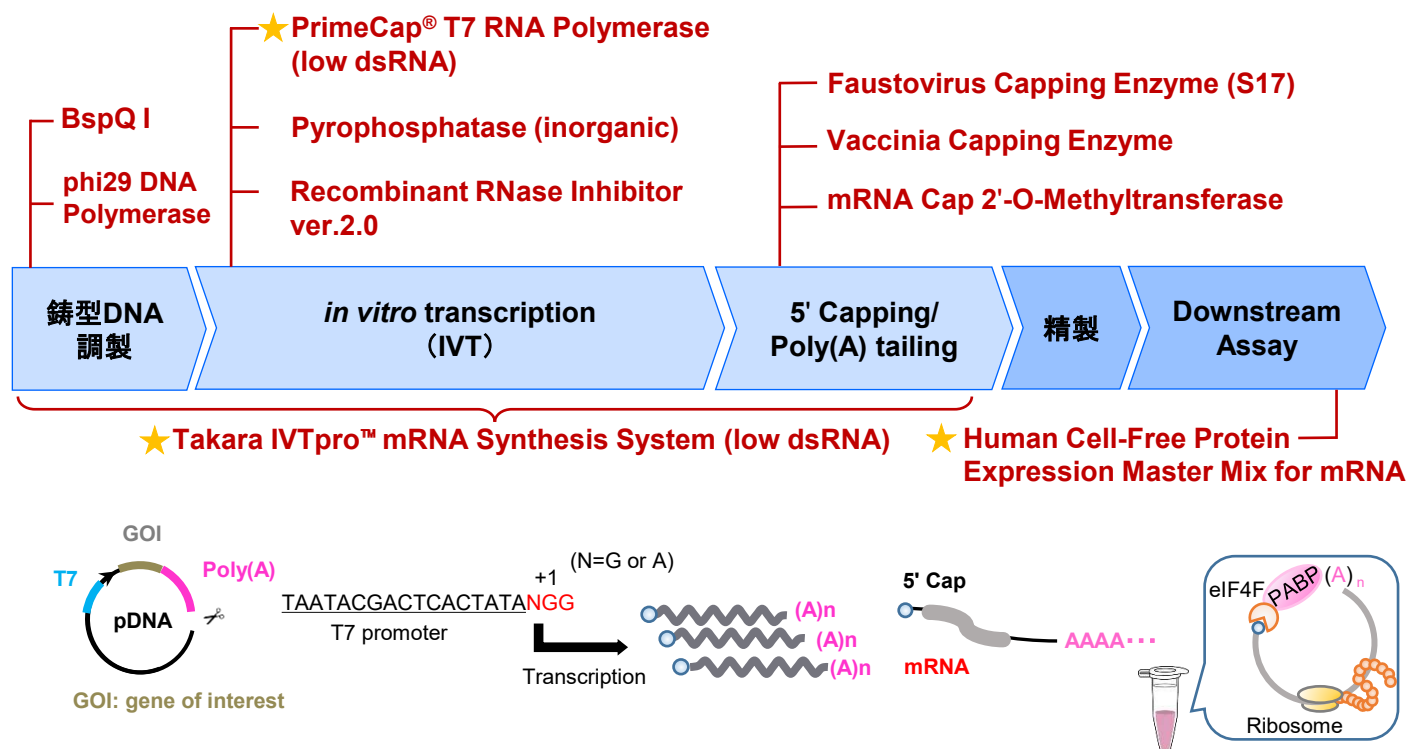 PrimeCap® T7 RNA Polymerase
(low dsRNA)
Pyrophosphatase (inorganic)
Recombinant RNase Inhibitor
ver.2.0
BspQ I
phi29 DNA
Polymerase
Faustovirus Capping Enzyme (S17)
Vaccinia Capping Enzyme
mRNA Cap 2'-O-Methyltransferase
鋳型DNA
調製
in vitro transcription
（IVT）
5' Capping/
Poly(A) tailing
精製
Downstream
Assay
Takara IVTpro™ mRNA Synthesis System (low dsRNA)
Human Cell-Free Protein
Expression Master Mix for mRNA
GOI
T7
Poly(A)
pDNA
GOI: gene of interest
(N=G or A)
+1
TAATACGACTCACTATANGG
T7 promoter
Transcription
(A)n
(A)n
(A)n
5' Cap
AAAA···
mRNA
eIF4F
PABP
(A)n
Ribosome